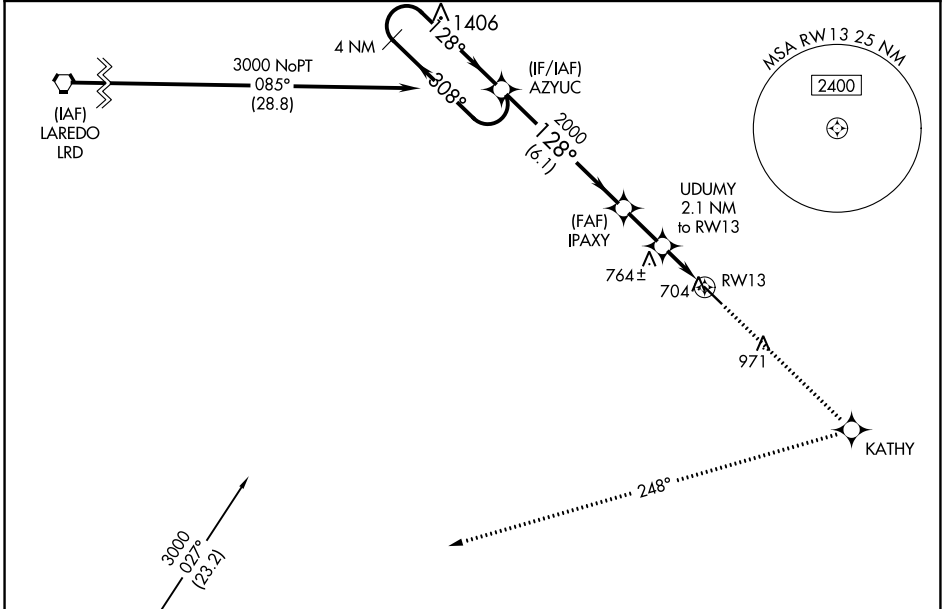 1406
128°
4 NM
308°
3000 NoPT
085°
(28.8)
(IAF)
LAREDO
LRD
(IF/IAF)
AZYUC
2000
128°
(6.1)
MSA RW13 25 NM
2400
(FAF)
IPAXY
UDUMY
2.1 NM
to RW13
764±
704
RW13
971
KATHY
248°
3000
027°
(23.2)